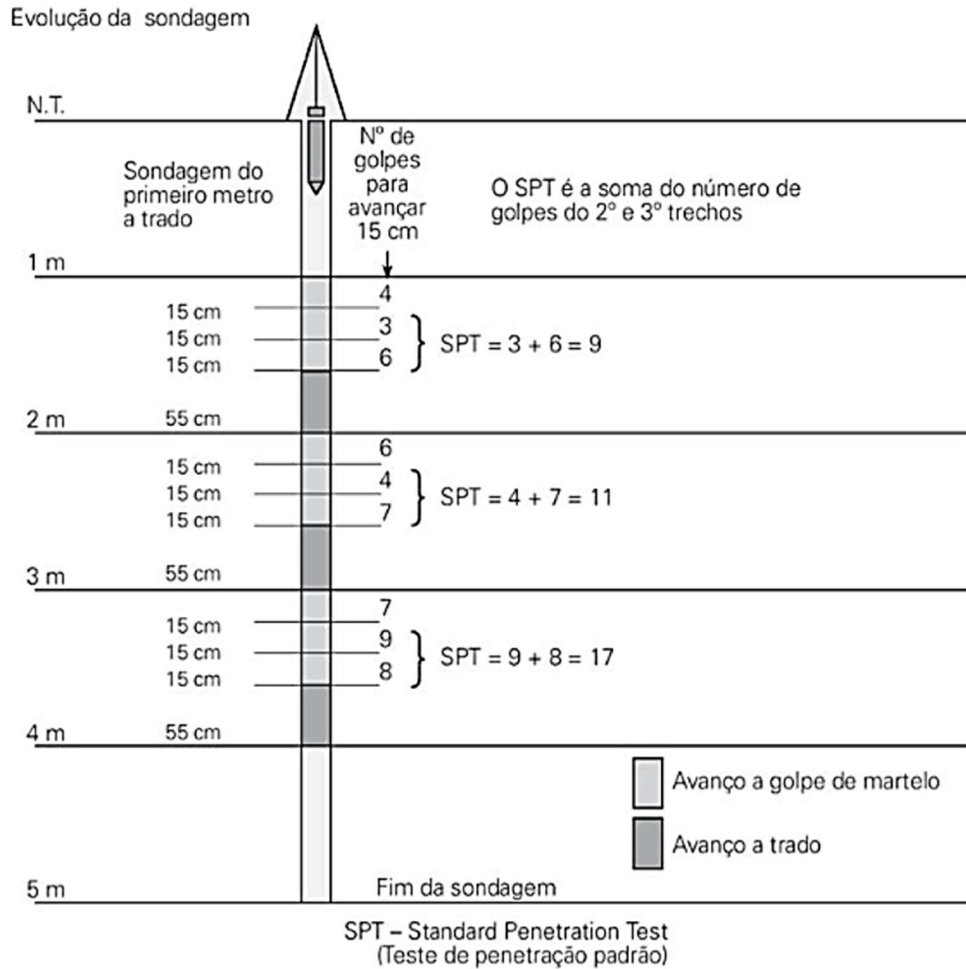 Evolução da sondagem
N.T.
Sondagem do
primeiro metro
a trado
Nº de
golpes
para
avançar
15 cm
O SPT é a soma do número de
golpes do 2º e 3º trechos
1 m
4
15 cm
3
15 cm
6
15 cm
SPT = 3 + 6 = 9
2 m
55 cm
6
15 cm
4
15 cm
7
15 cm
SPT = 4 + 7 = 11
3 m
55 cm
7
15 cm
9
15 cm
8
15 cm
SPT = 9 + 8 = 17
4 m
55 cm
Avanço a golpe de martelo
Avanço a trado
5 m
Fim da sondagem
SPT – Standard Penetration Test
(Teste de penetração padrão)